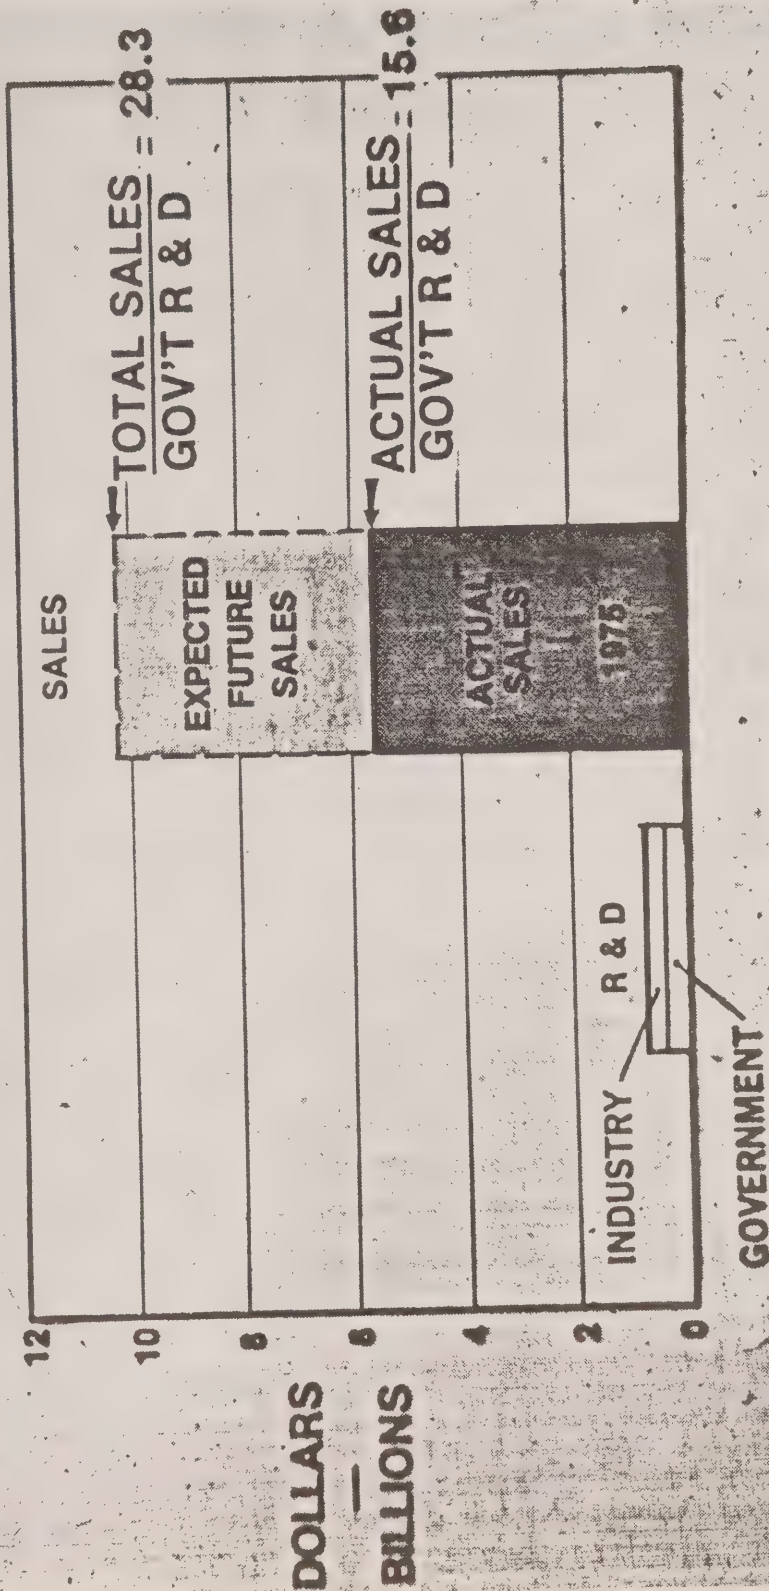 SALES
TOTAL SALES = 28.3
GOV'T R & D
EXPECTED
FUTURE
SALES
ACTUAL SALES = 15.6
GOV'T R & D
ACTUAL
SALES
1975
R & D
INDUSTRY
GOVERNMENT
12
10
8
6
4
2
0
DOLLARS
—
BILLIONS